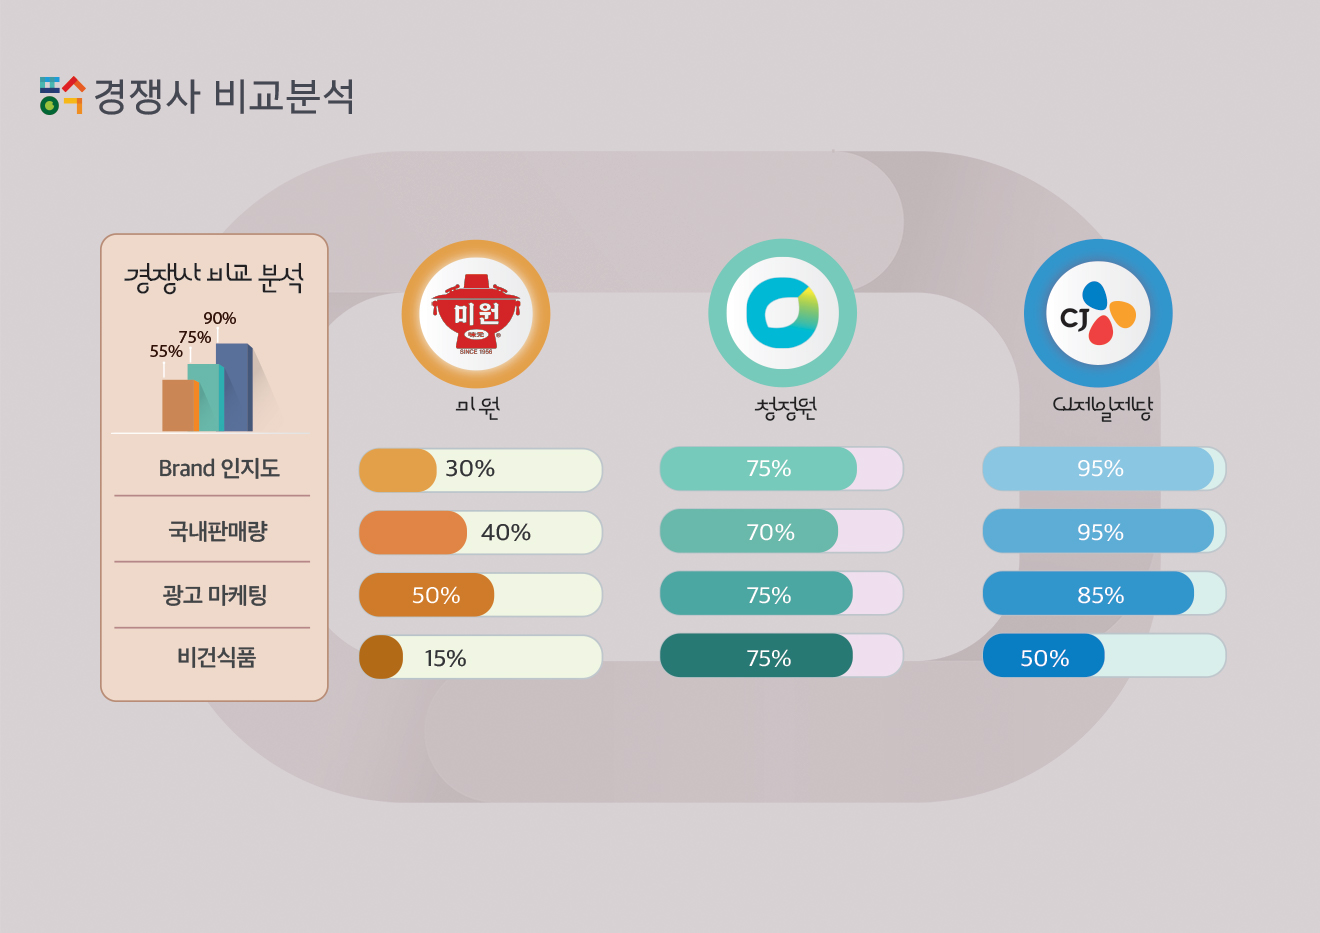 경쟁사 비교분석
경쟁사 비교 분석
90%
75%
55%
Brand 인지도
국내판매량
광고 마케팅
비건식품
미원
味元
SINCE 1956
미원
30%
40%
50%
15%
청정원
75%
70%
75%
75%
CJ
CJ제일제당
95%
95%
85%
50%